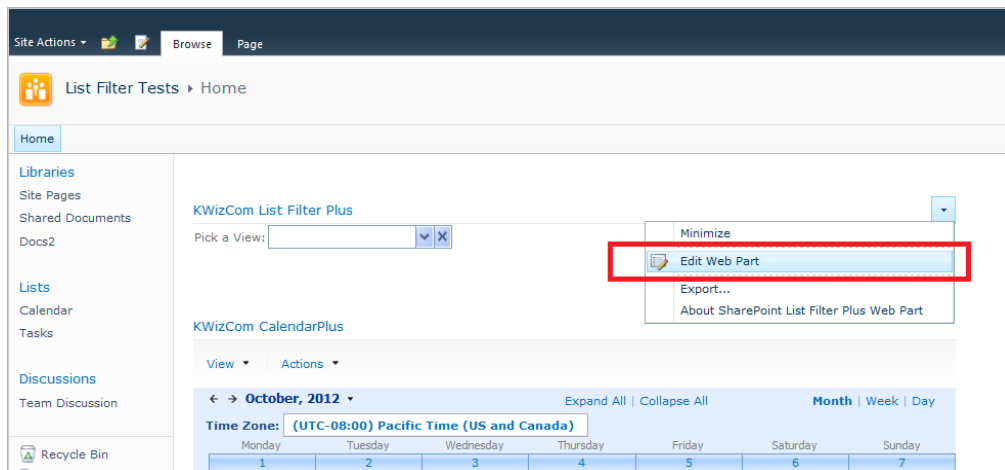 Site Actions
Browse
Page
List Filter Tests ▸ Home
Home
Libraries
Site Pages
Shared Documents
Docs2
Lists
Calendar
Tasks
Discussions
Team Discussion
Recycle Bin
KWizCom List Filter Plus
Pick a View:
Minimize
Edit Web Part
Export...
About SharePoint List Filter Plus Web Part
KWizCom CalendarPlus
View Actions
October, 2012 Expand All | Collapse All Month | Week | Day
Time Zone: (UTC-08:00) Pacific Time (US and Canada)
Monday Tuesday Wednesday Thursday Friday Saturday Sunday
1 2 3 4 5 6 7